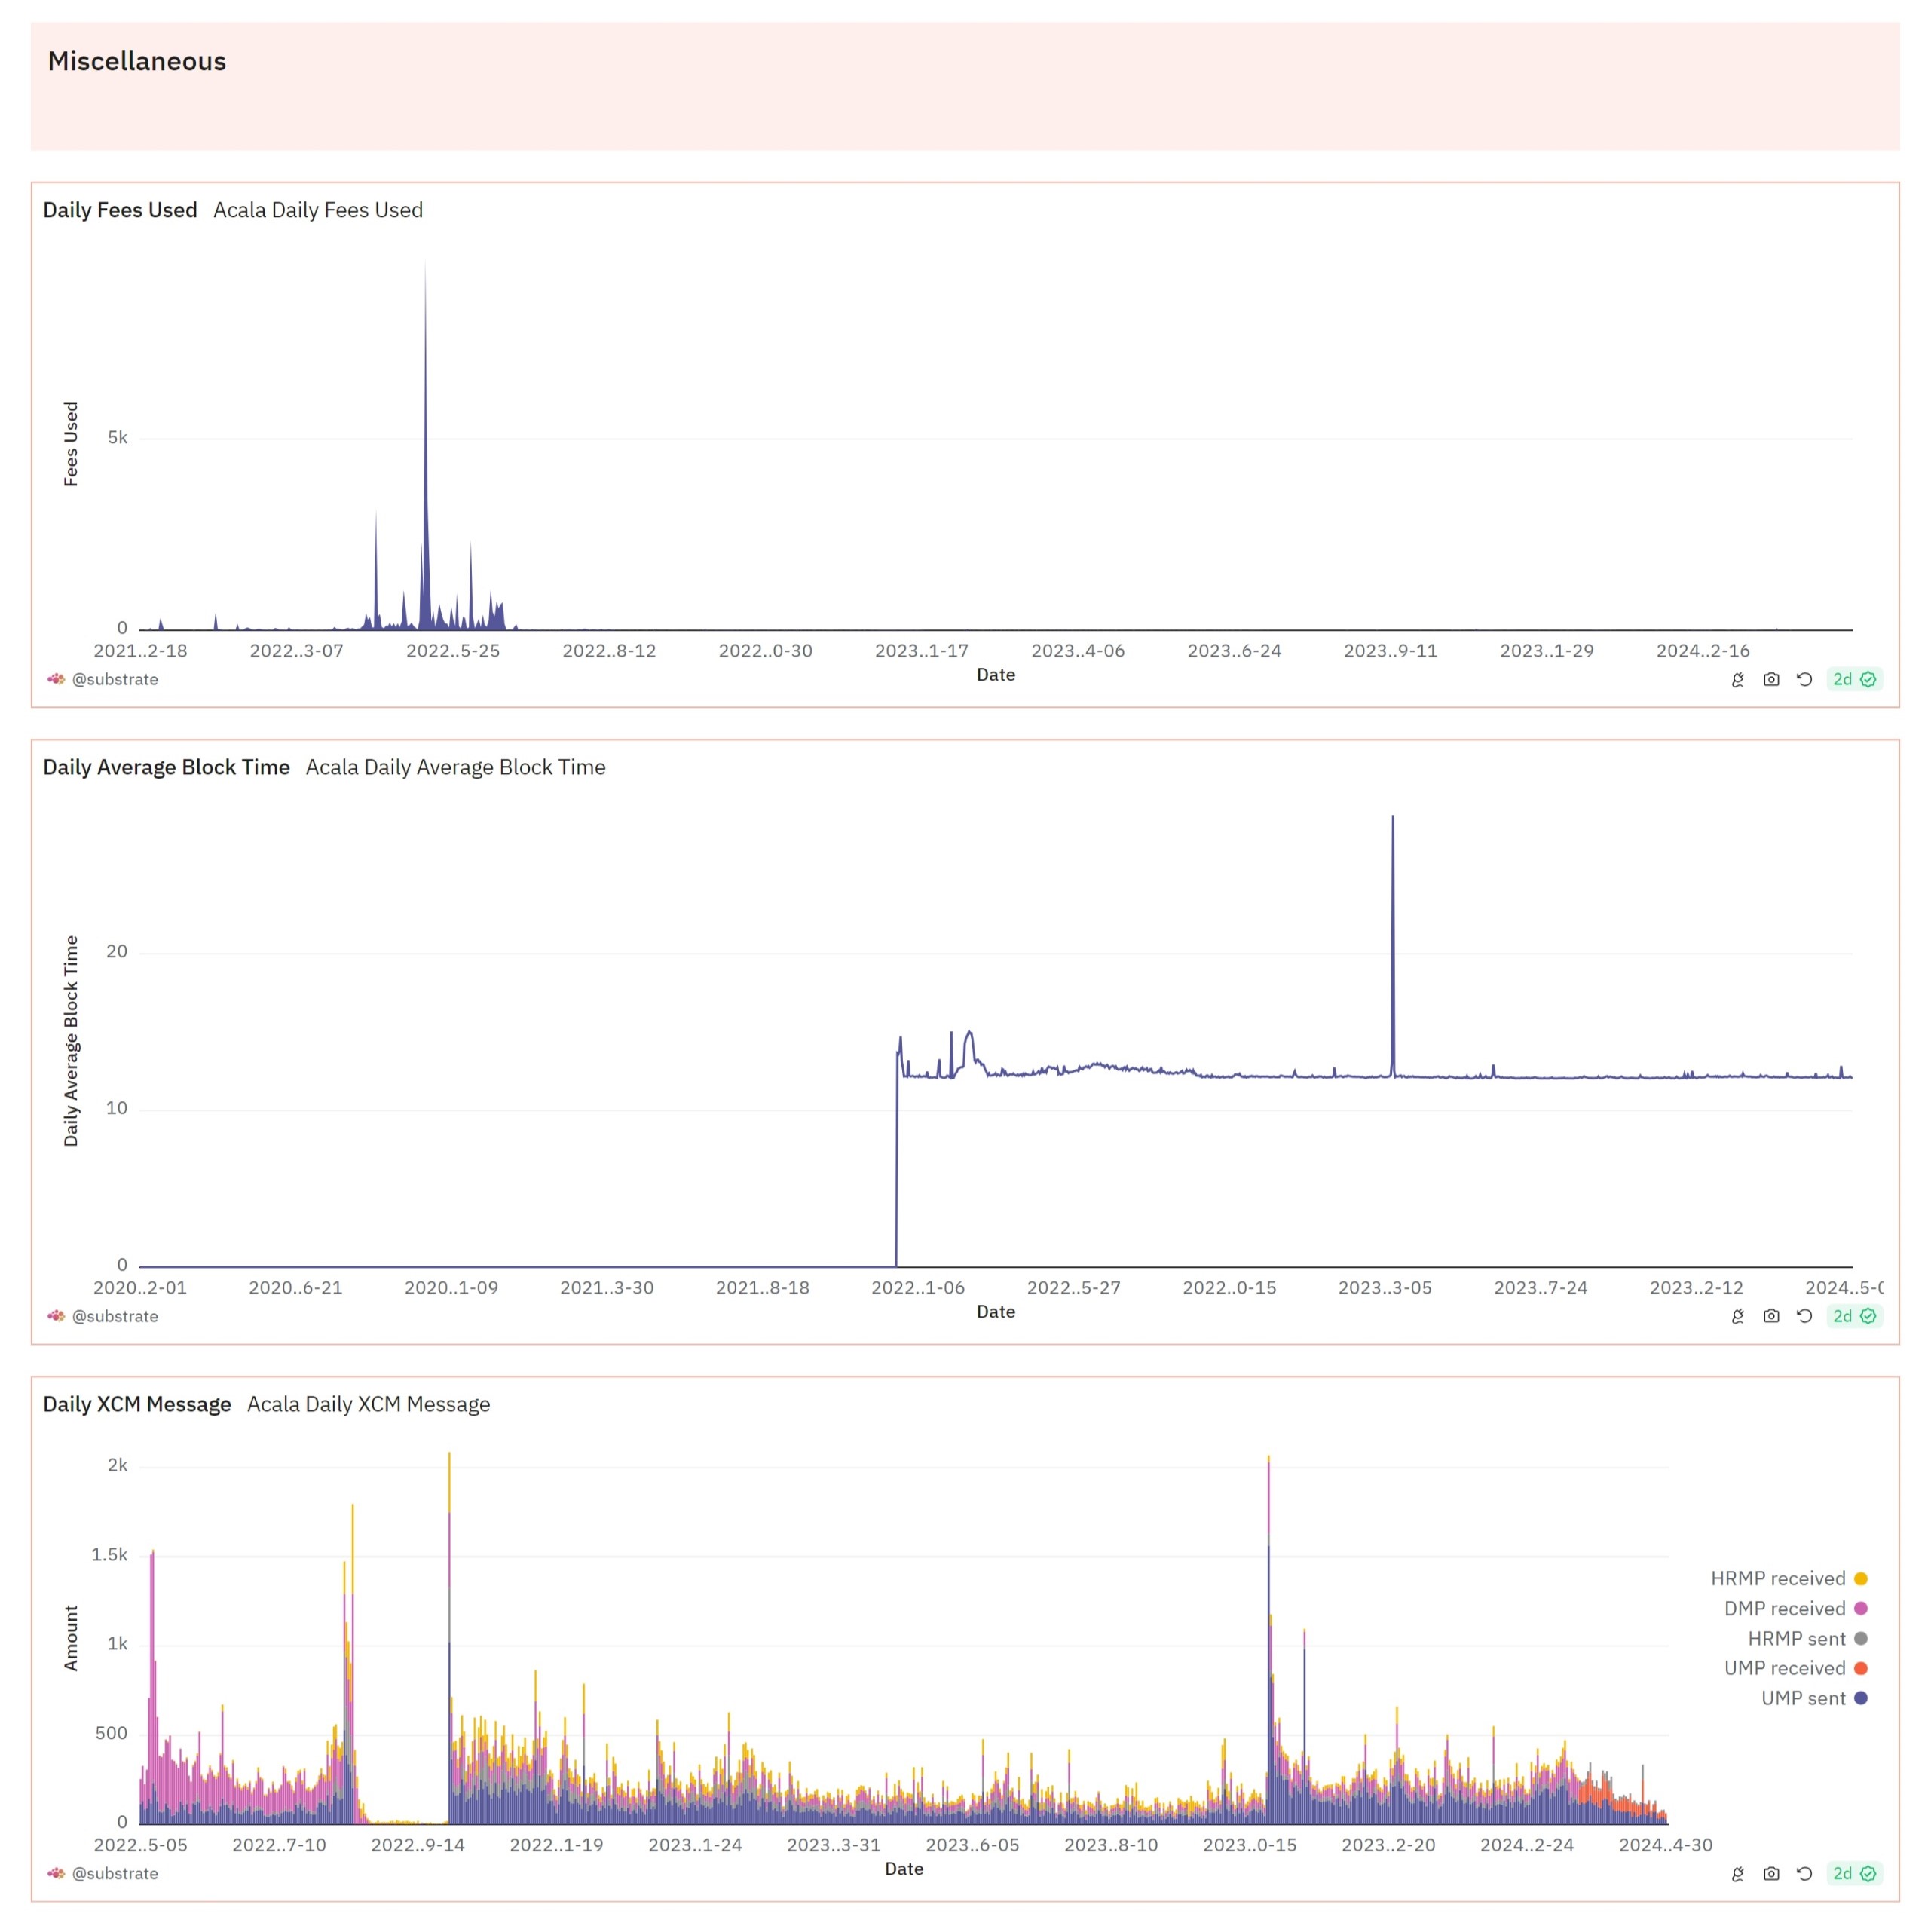 Miscellaneous
Daily Fees Used Acala Daily Fees Used
Fees Used
5k
0
2021..2-18 2022..3-07 2022..5-25 2022..8-12 2022..0-30 2023..1-17 2023..4-06 2023..6-24 2023..9-11 2023..1-29 2024..2-16
Date
@substrate
2d
Daily Average Block Time Acala Daily Average Block Time
Daily Average Block Time
20
10
0
2020..2-01 2020..6-21 2020..1-09 2021..3-30 2021..8-18 2022..1-06 2022..5-27 2022..0-15 2023..3-05 2023..7-24 2023..2-12 2024..5-0
Date
@substrate
2d
Daily XCM Message Acala Daily XCM Message
Amount
2k
1.5k
1k
500
0
HRMP received
DMP received
HRMP sent
UMP received
UMP sent
2022..5-05 2022..7-10 2022..9-14 2022..1-19 2023..1-24 2023..3-31 2023..6-05 2023..8-10 2023..0-15 2023..2-20 2024..2-24 2024..4-30
Date
@substrate
2d